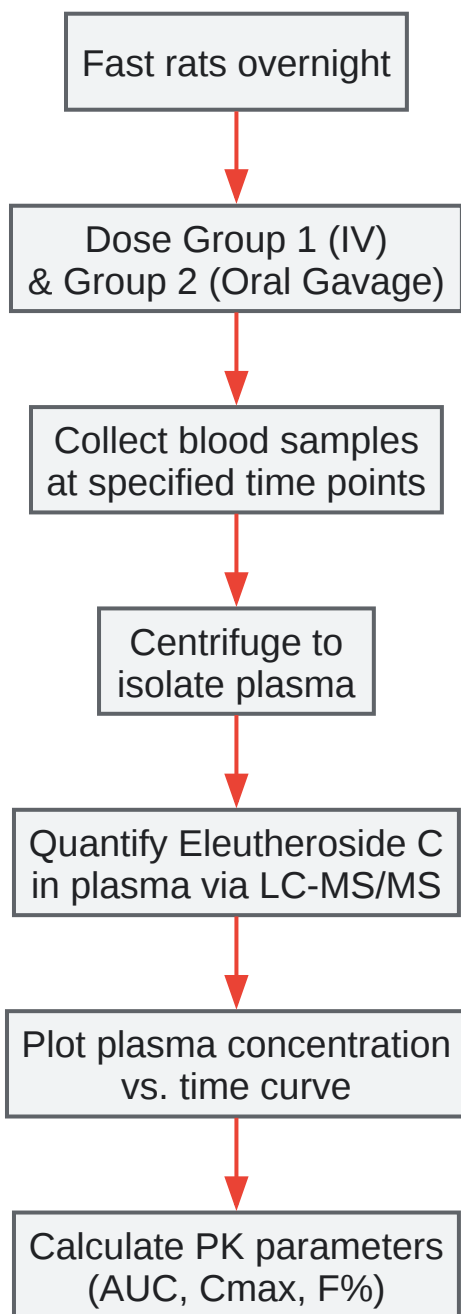 Fast rats overnight
Dose Group 1 (IV)
& Group 2 (Oral Gavage)
Collect blood samples
at specified time points
Centrifuge to
isolate plasma
Quantify Eleutheroside C
in plasma via LC-MS/MS
Plot plasma concentration
vs. time curve
Calculate PK parameters
(AUC, Cmax, F%)